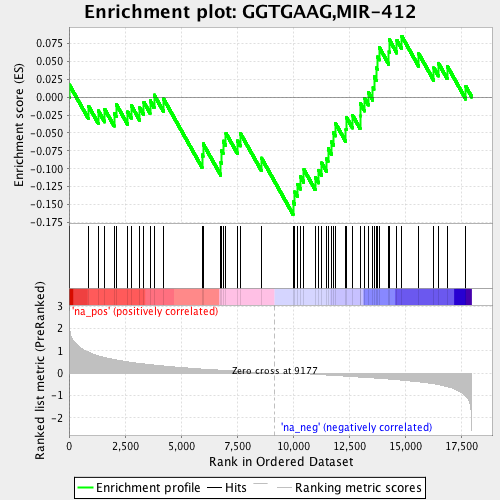 Enrichment plot: GGTGAAG,MIR-412
Enrichment score (ES)
0.075
0.050
0.025
0.000
-0.025
-0.050
-0.075
-0.100
-0.125
-0.150
-0.175
'na_pos' (positively correlated)
Ranked list metric (PreRanked)
3
2
1
0
-1
-2
Zero cross at 9177
'na_neg' (negatively correlated)
0
2,500
5,000
7,500
10,000
12,500
15,000
17,500
Rank in Ordered Dataset
Enrichment profile
Hits
Ranking metric scores